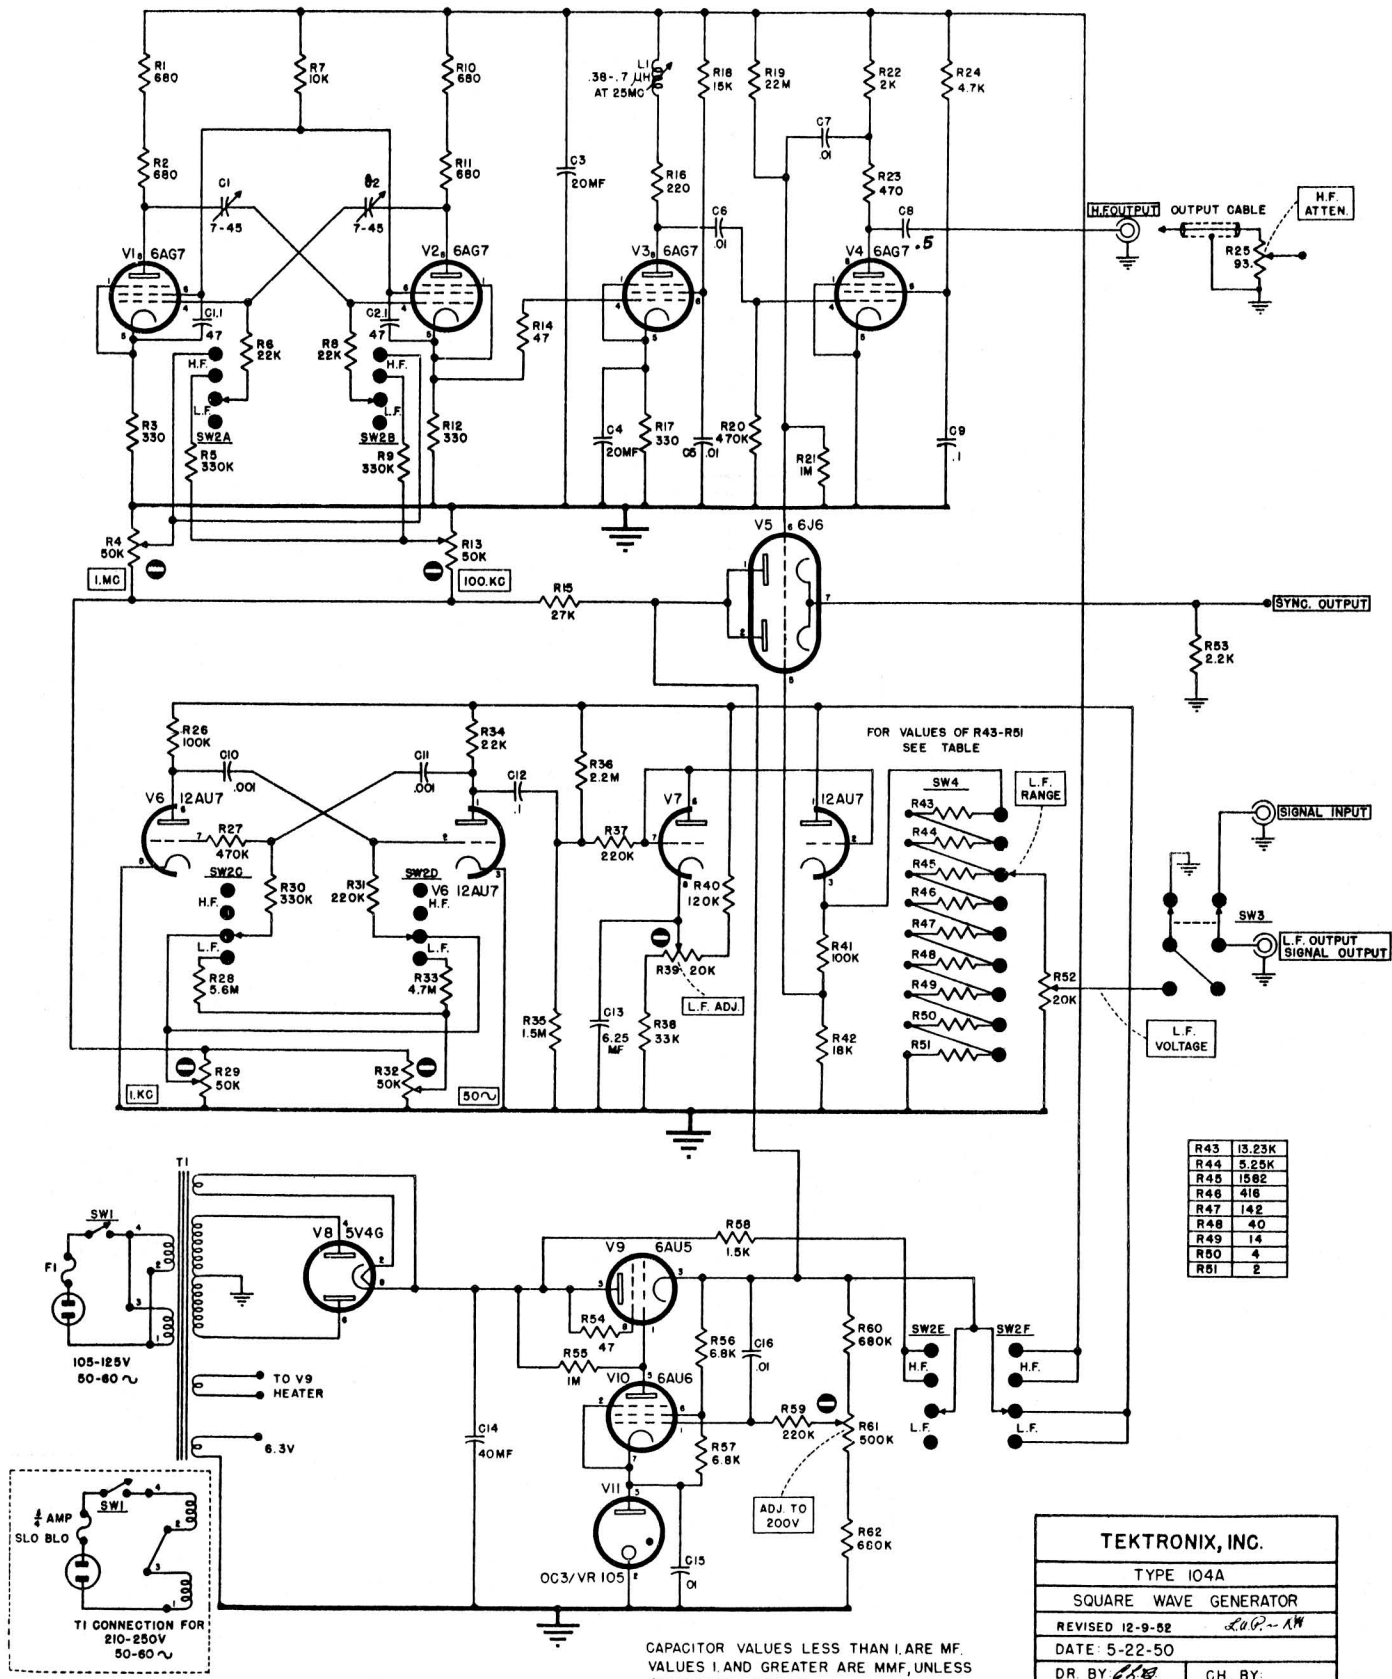 R1
680
R7
10K
R10
680
L1
.38-.7 µH
AT 25MC
R18
15K
R19
22M
R22
2K
R24
4.7K
R2
680
C1
7-45
7-45
R11
680
C3
20MF
R16
220
C6
.01
C7
.01
R23
470
C8
.5
H.F.OUTPUT
OUTPUT CABLE
R25
93.
H.F.
ATTEN.
V1 6AG7
V2 6AG7
V3 6AG7
V4 6AG7
C1.1
47
C2.1
47
R6
22K
R8
22K
H.F.
L.F.
SW2A
H.F.
L.F.
SW2B
R3
330
R5
330K
R9
330K
R12
330
R14
47
C4
20MF
R17
330
C5 .01
R20
470K
R21
1M
C9
.1
R4
50K
1.MC
R13
50K
100.KC
R15
27K
V5 6J6
SYNC. OUTPUT
R53
2.2K
R26
100K
C10
.001
C11
.001
R34
22K
C12
.1
R36
2.2M
V6 12AU7
R27
470K
R37
220K
V7
12AU7
FOR VALUES OF R43-R51
SEE TABLE
SW4
L.F.
RANGE
R43
R44
R45
R46
R47
R48
R49
R50
R51
SW2C
H.F.
L.F.
R30
330K
R31
220K
SW2D
V6 12AU7
H.F.
L.F.
R28
5.6M
R33
4.7M
R40
120K
R39 20K
L.F. ADJ.
R41
100K
R35
1.5M
C13
6.25
MF
R38
33K
R42
18K
R52
20K
L.F.
VOLTAGE
SIGNAL INPUT
SW3
L.F. OUTPUT
SIGNAL OUTPUT
R29
50K
1.KC
R32
50K
50∿
R43 13.23K
R44 5.25K
R45 1582
R46 416
R47 142
R48 40
R49 14
R50 4
R51 2
T1
SW1
F1
105-125V
50-60 ∿
V8 5V4G
TO V9
HEATER
6.3V
R58
1.5K
V9 6AU5
R54
47
R55
1M
V10 6AU6
R56
6.8K
C16
.01
R60
680K
R59
220K
R61
500K
R57
6.8K
C14
40MF
V11
OC3/VR105
C15
.01
ADJ. TO
200V
R62
680K
SW2E
H.F.
L.F.
SW2F
H.F.
L.F.
SW1
AMP
SLO BLO
T1 CONNECTION FOR
210-250V
50-60 ∿
CAPACITOR VALUES LESS THAN 1. ARE MF.
VALUES 1. AND GREATER ARE MMF, UNLESS
TEKTRONIX, INC.
TYPE 104A
SQUARE WAVE GENERATOR
REVISED 12-9-52
DATE: 5-22-50
DR. BY:
CH. BY: